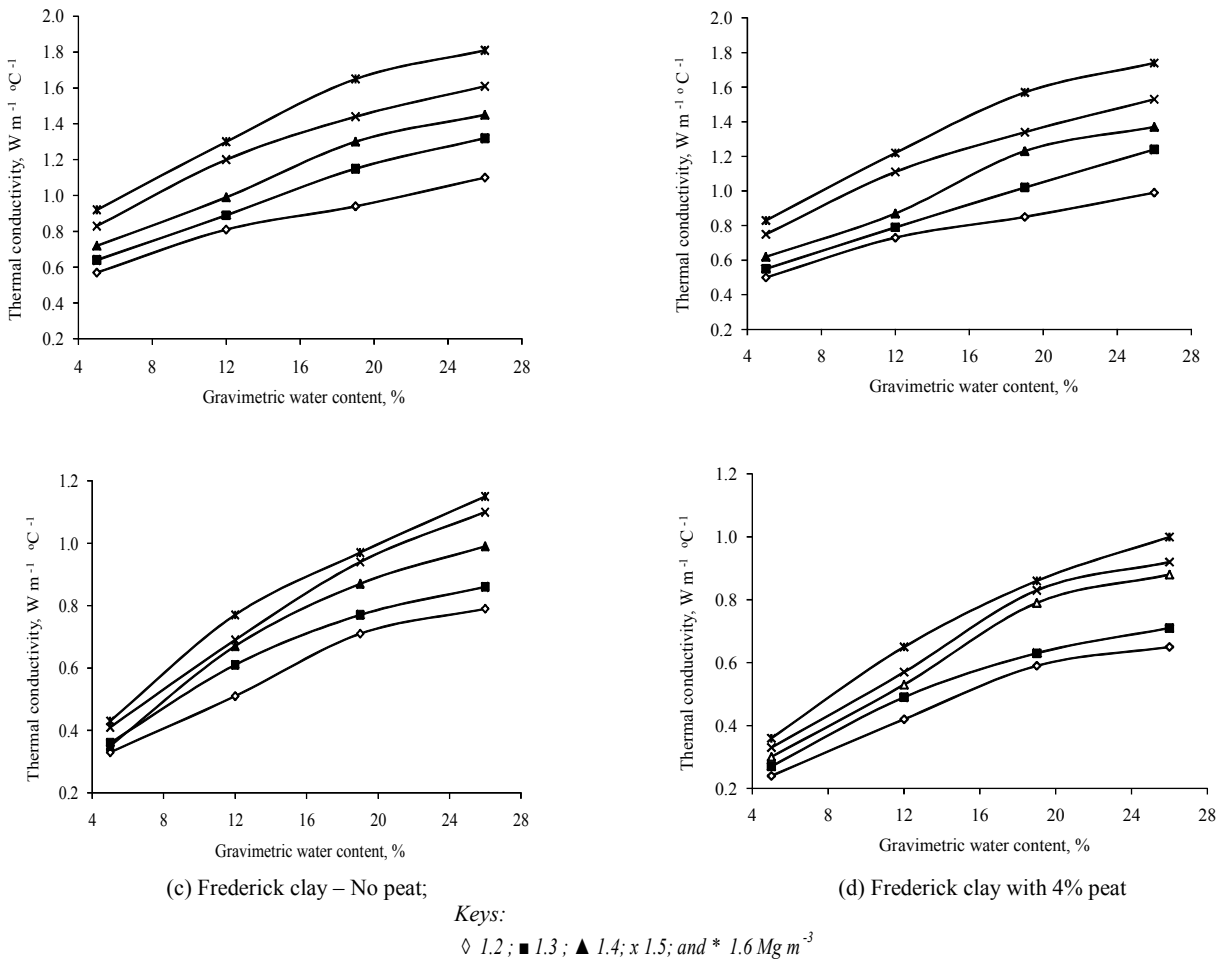 Thermal conductivity, W m ⁻¹ ᵒC ⁻¹
2.0
1.8
1.6
1.4
1.2
1.0
0.8
0.6
0.4
0.2
4 8 12 16 20 24 28
Gravimetric water content, %
Thermal conductivity, W m ⁻¹ ᵒ C ⁻¹
2.0
1.8
1.6
1.4
1.2
1.0
0.8
0.6
0.4
0.2
4 8 12 16 20 24 28
Gravimetric water content, %
Thermal conductivity, W m ⁻¹ ᵒC ⁻¹
1.2
1.0
0.8
0.6
0.4
0.2
4 8 12 16 20 24 28
Gravimetric water content, %
(c) Frederick clay – No peat;
Thermal conductivity, W m ⁻¹ ᵒC ⁻¹
1.2
1.0
0.8
0.6
0.4
0.2
4 8 12 16 20 24 28
Gravimetric water content, %
(d) Frederick clay with 4% peat
Keys:
◊ 1.2 ; ■ 1.3 ; ▲ 1.4; x 1.5; and * 1.6 Mg m⁻³